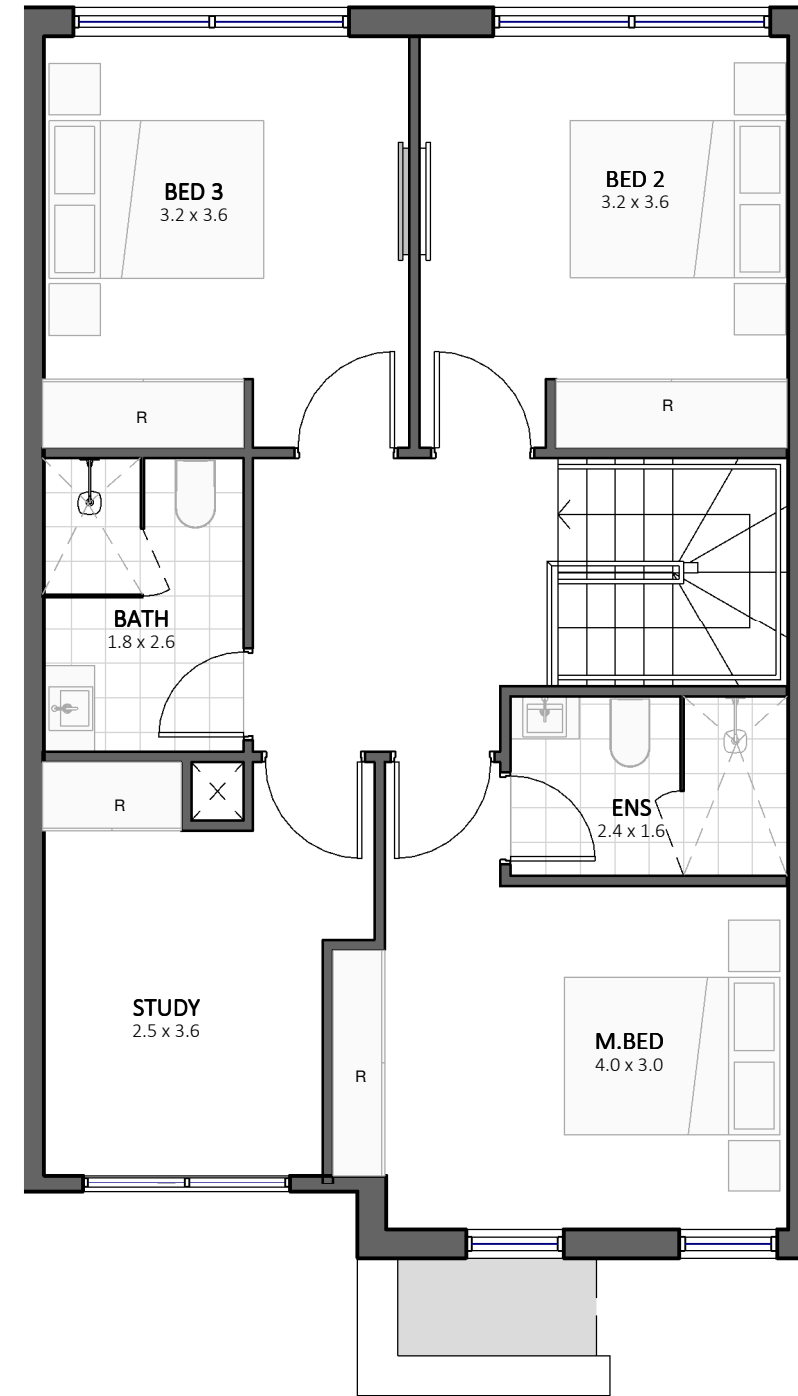 BED 3
3.2 x 3.6
BED 2
3.2 x 3.6
R
R
BATH
1.8 x 2.6
R
ENS
2.4 x 1.6
STUDY
2.5 x 3.6
M.BED
4.0 x 3.0
R